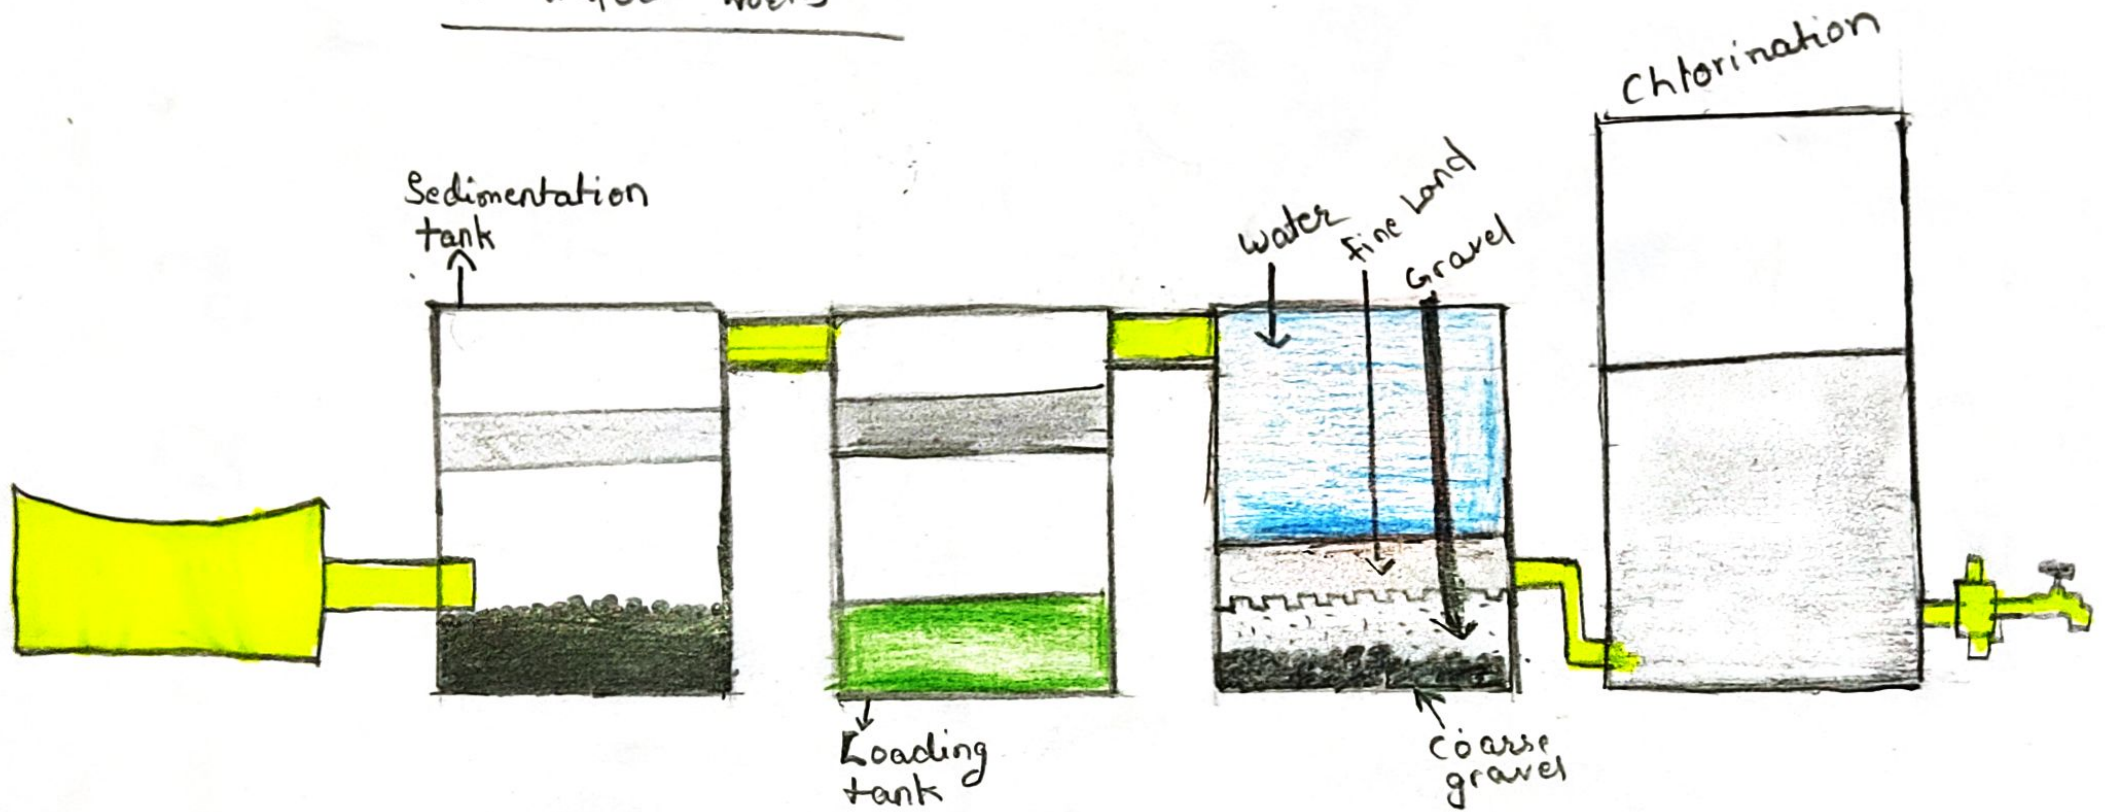 Chlorination
Sedimentation
tank
water
Fine Land
Gravel
Loading
tank
coarse
gravel